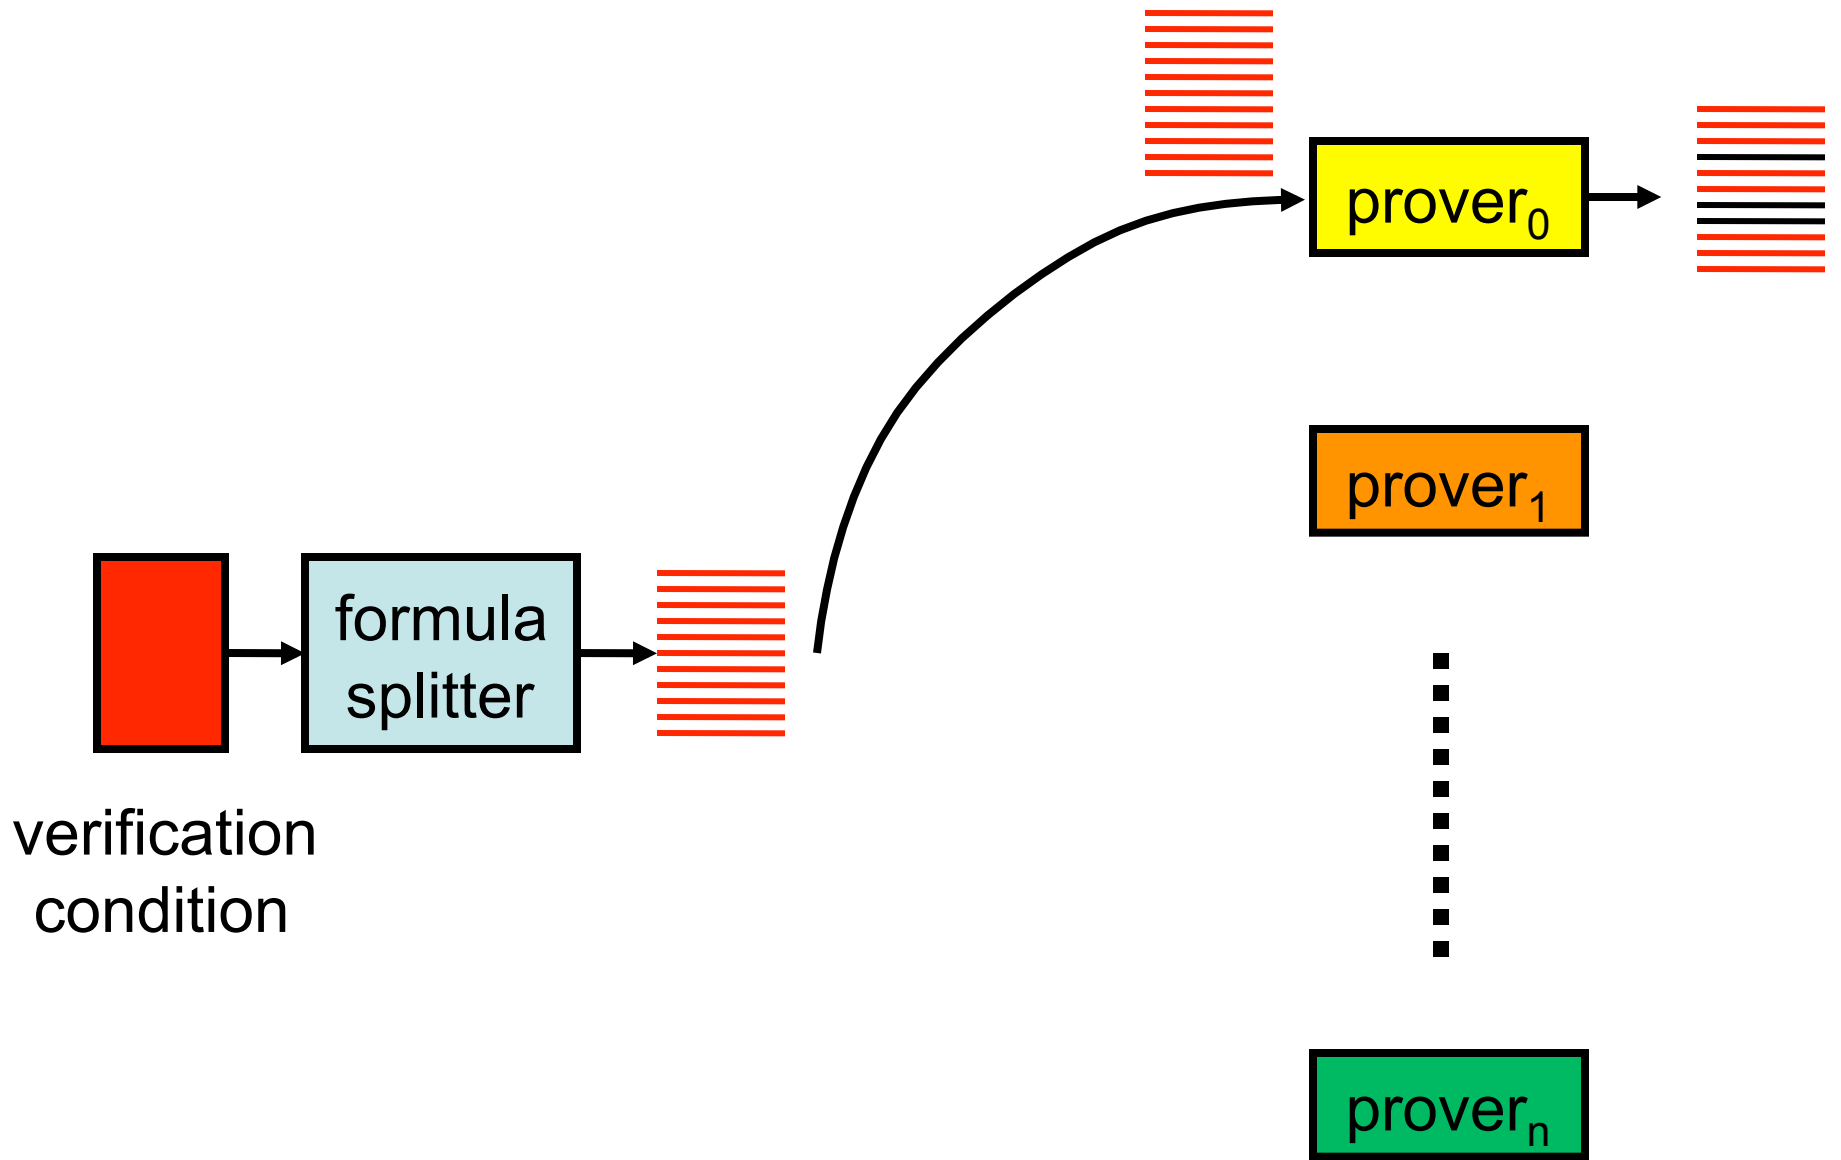 prover₀
prover₁
formula
splitter
verification
condition
proverₙ